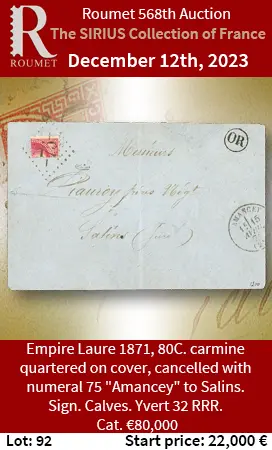 Roumet 568th Auction
The SIRIUS Collection of France
ROUMET
December 12th, 2023
OR
Messieurs
Salins (Jura)
AMANCEY
15
Empire Laure 1871, 80C. carmine
quartered on cover, cancelled with
numeral 75 "Amancey" to Salins.
Sign. Calves. Yvert 32 RRR.
Cat. €80,000
Lot: 92
Start price: 22,000 €